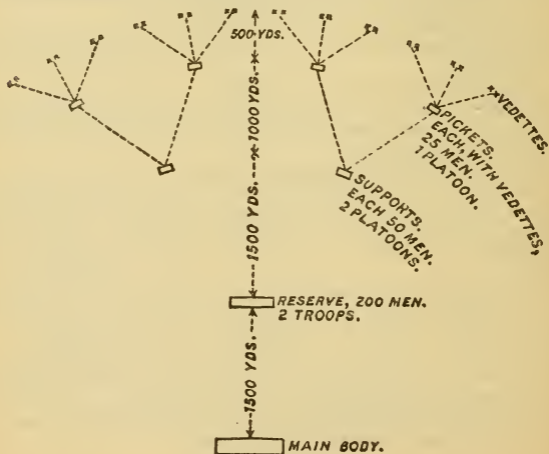 500 YDS.
1000 YDS.
1500 YDS.
VEDETTES.
PICKETS.
EACH, WITH VEDETTES,
25 MEN.
1 PLATOON.
SUPPORTS.
EACH 50 MEN.
2 PLATOONS.
RESERVE, 200 MEN.
2 TROOPS.
1500 YDS.
MAIN BODY.